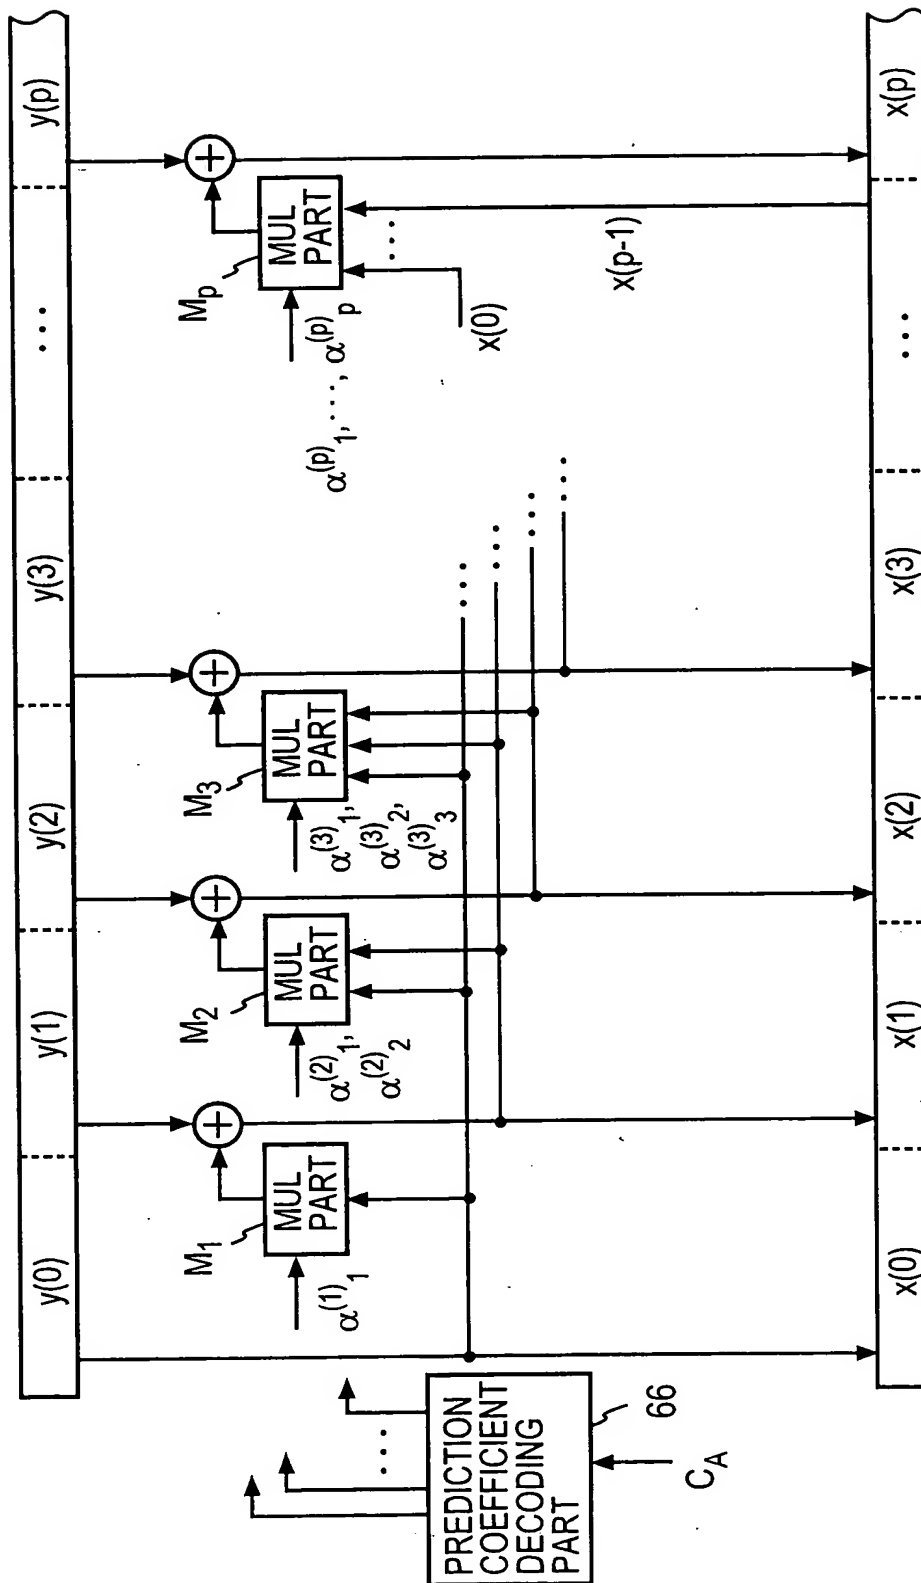 y(0) y(1) y(2) y(3) ... y(p)
M1 M2 M3 Mp
MUL
PART
MUL
PART
MUL
PART
MUL
PART
α(1)1
α(2)1,
α(2)2
α(3)1,
α(3)2,
α(3)3
α(p)1, ..., α(p)p
...
x(0)
x(p-1)
... ... ... ...
...
PREDICTION
COEFFICIENT
DECODING
PART
66
CA
x(0) x(1) x(2) x(3) ... x(p)